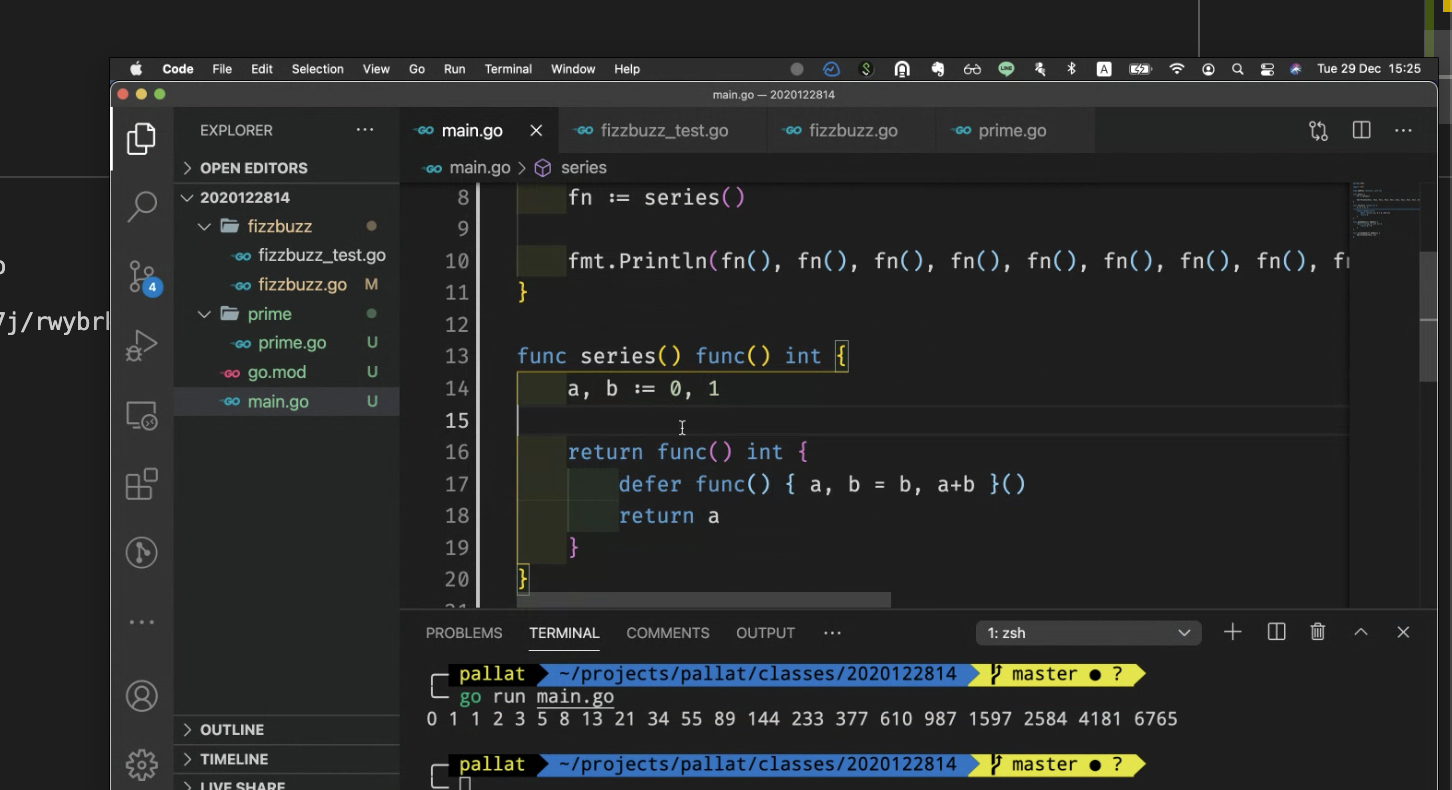 Code File Edit Selection View Go Run Terminal Window Help
A
Tue 29 Dec 15:25
main.go — 2020122814
EXPLORER ...
OPEN EDITORS
2020122814
fizzbuzz
fizzbuzz_test.go
fizzbuzz.go M
prime
prime.go U
go.mod U
main.go U
4
OUTLINE
TIMELINE
LIVE SHARE
main.go fizzbuzz_test.go fizzbuzz.go prime.go ...
main.go > series
8 fn := series()
9
10 fmt.Println(fn(), fn(), fn(), fn(), fn(), fn(), fn(), fn(), f
11 }
12
13 func series() func() int {
14 a, b := 0, 1
15
16 return func() int {
17 defer func() { a, b = b, a+b }()
18 return a
19 }
20 }
PROBLEMS TERMINAL COMMENTS OUTPUT ... 1: zsh
pallat ~/projects/pallat/classes/2020122814 master ● ?
go run main.go
0 1 1 2 3 5 8 13 21 34 55 89 144 233 377 610 987 1597 2584 4181 6765
pallat ~/projects/pallat/classes/2020122814 master ● ?